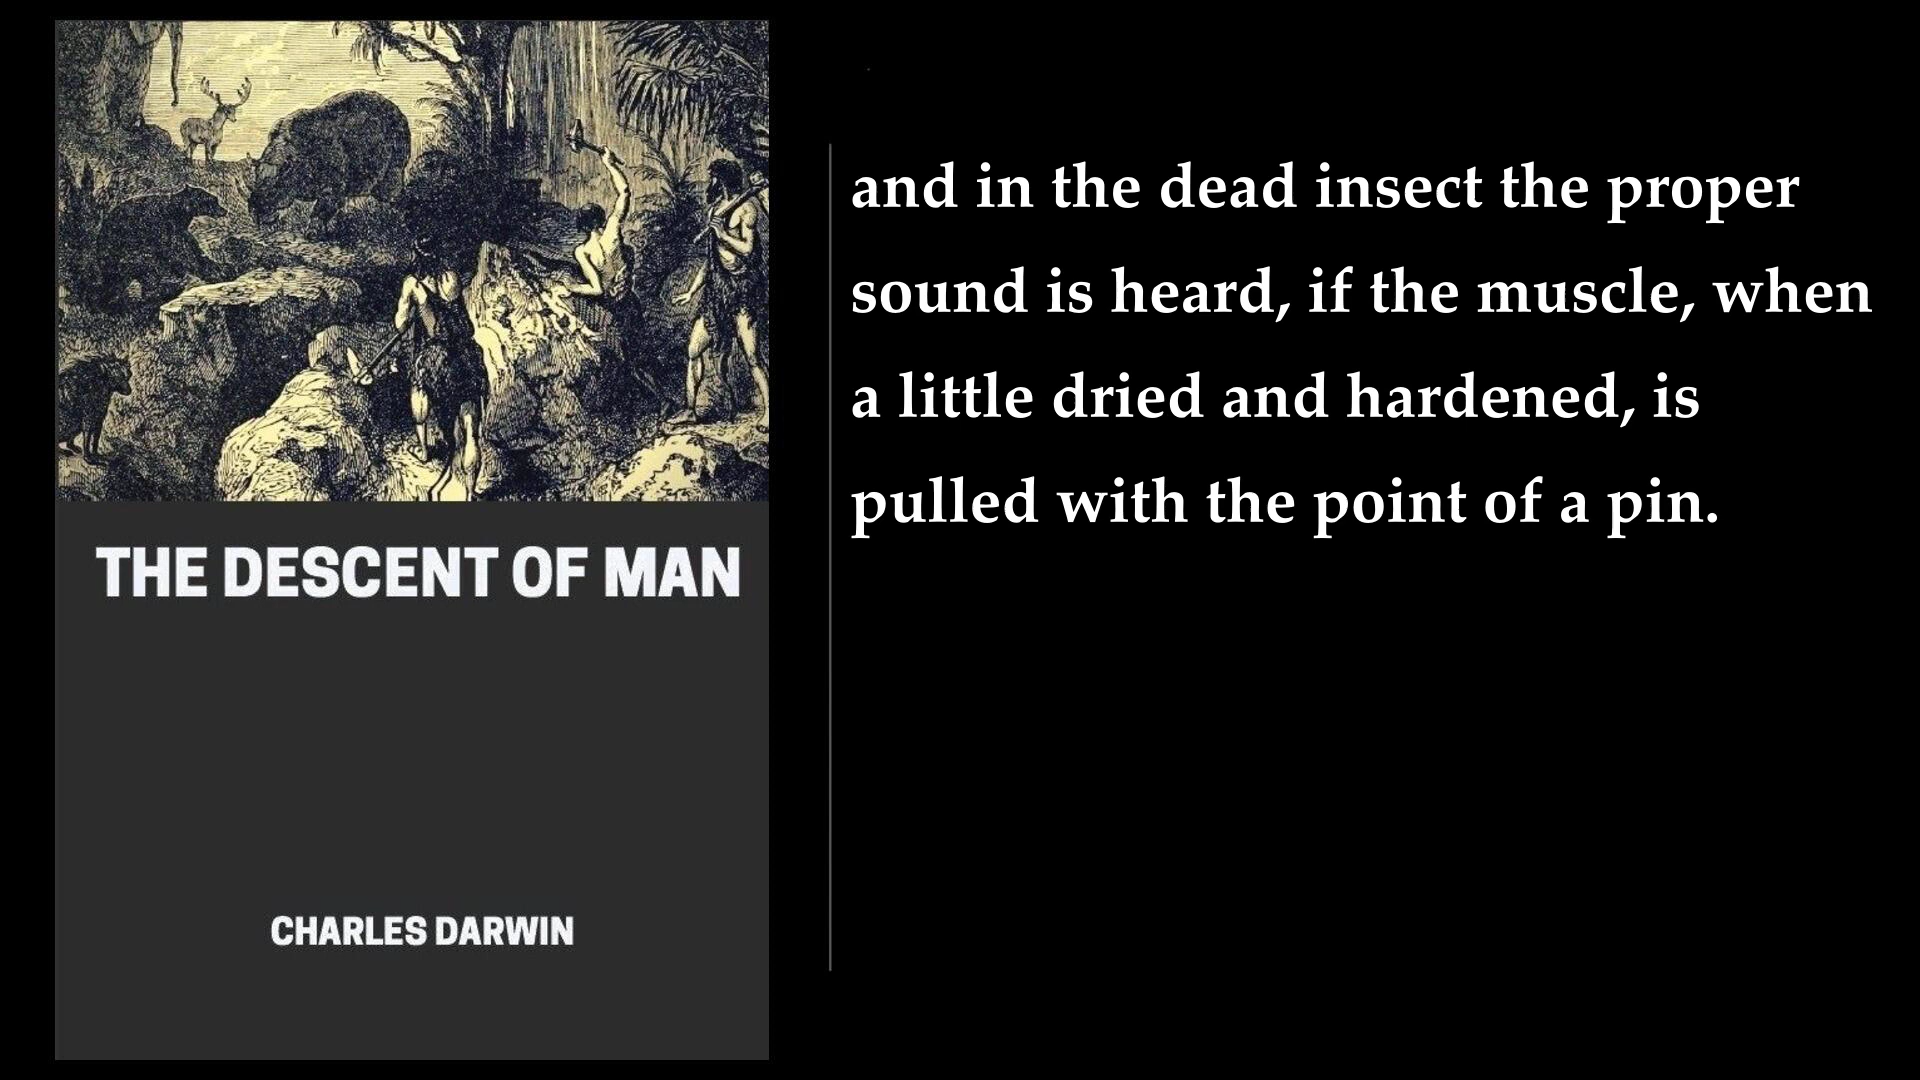 THE DESCENT OF MAN
CHARLES DARWIN
and in the dead insect the proper
sound is heard, if the muscle, when
a little dried and hardened, is
pulled with the point of a pin.